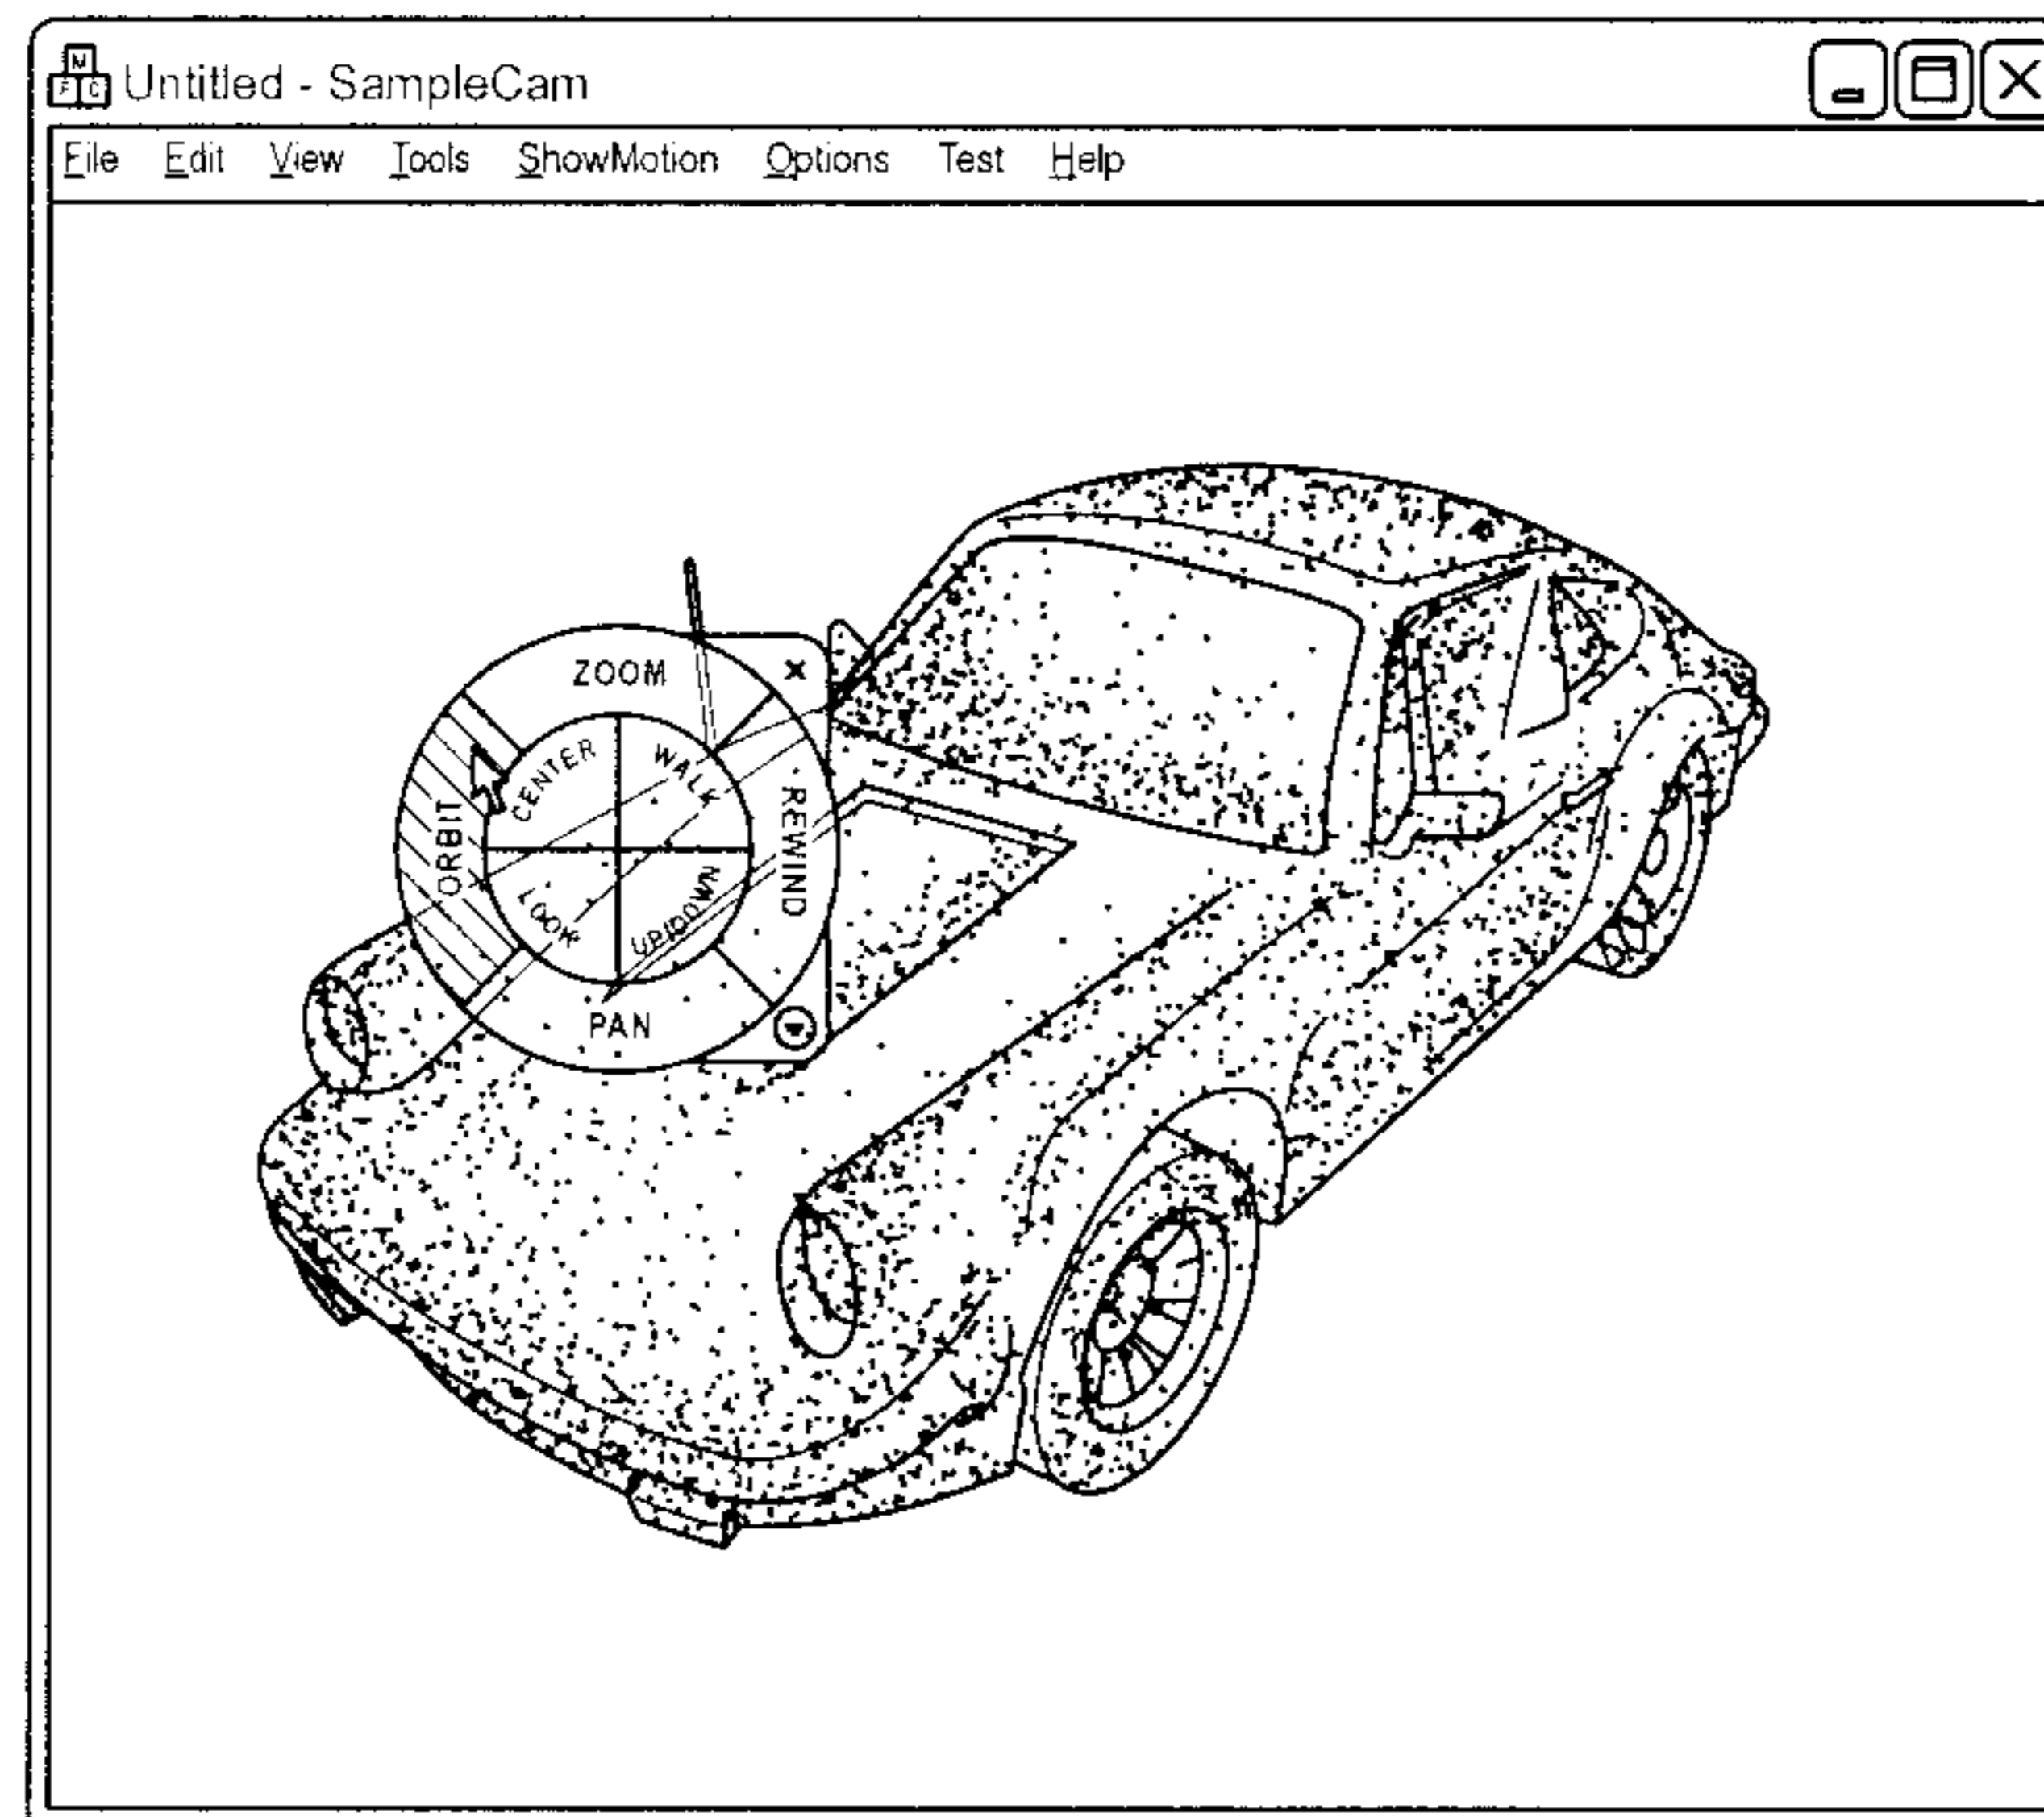 M
F C
Untitled - SampleCam
File Edit View Tools ShowMotion Options Test Help
ZOOM
CENTER
WALK
ORBIT
REWIND
LOOK
UP/DOWN
PAN